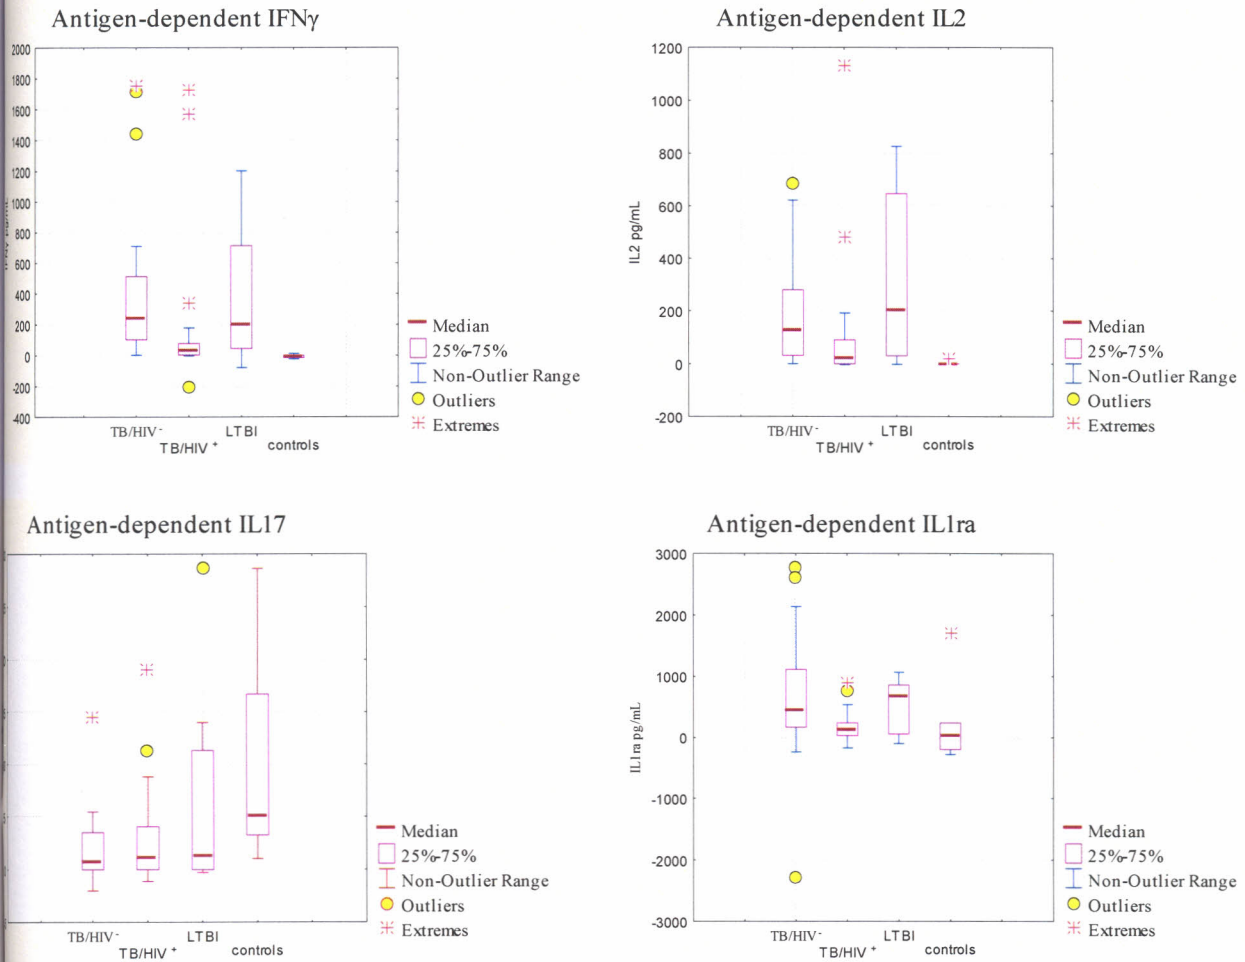 Antigen-dependent IFNγ
2000
1800
1600
1400
1200
1000
800
600
400
200
0
-200
-400
TB/HIV -
TB/HIV +
LTBI
controls
Median
25%-75%
Non-Outlier Range
Outliers
Extremes
Antigen-dependent IL2
IL2 pg/mL
1200
1000
800
600
400
200
0
-200
TB/HIV -
TB/HIV +
LTBI
controls
Median
25%-75%
Non-Outlier Range
Outliers
Extremes
Antigen-dependent IL17
TB/HIV -
TB/HIV +
LTBI
controls
Median
25%-75%
Non-Outlier Range
Outliers
Extremes
Antigen-dependent IL1ra
IL1ra pg/mL
3000
2000
1000
0
-1000
-2000
-3000
TB/HIV -
TB/HIV +
LTBI
controls
Median
25%-75%
Non-Outlier Range
Outliers
Extremes